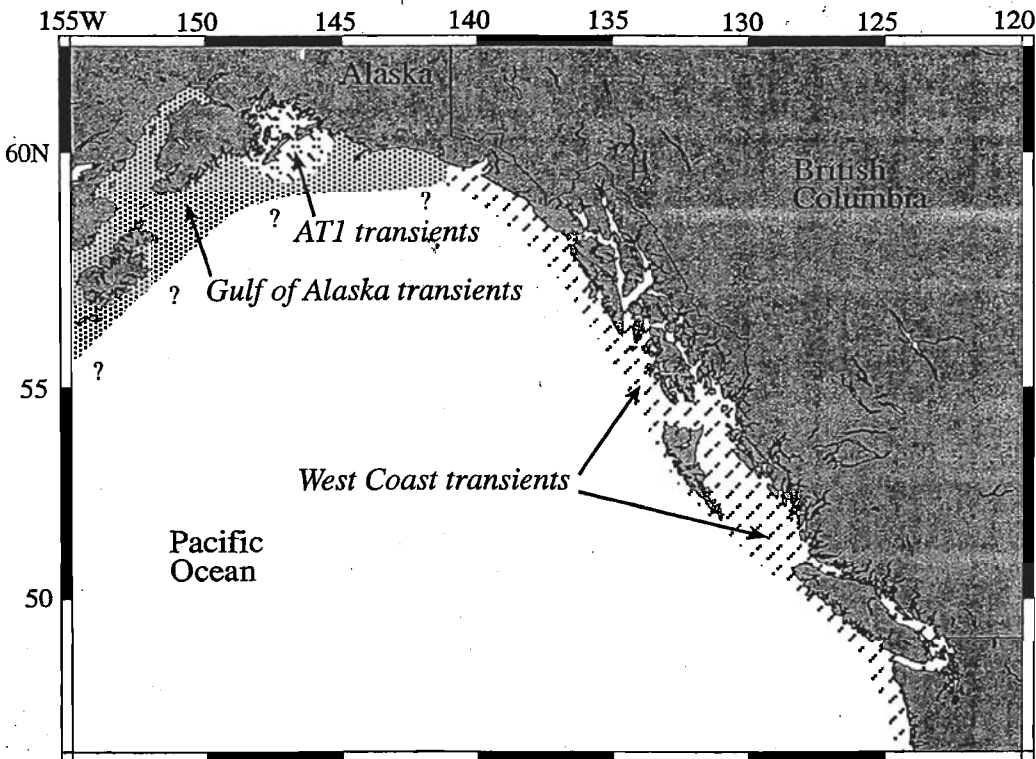 155W 150 145 140 135 130 125 120
Alaska
60N
British
Columbia
?
?
AT1 transients
?
Gulf of Alaska transients
?
55
West Coast transients
Pacific
Ocean
50